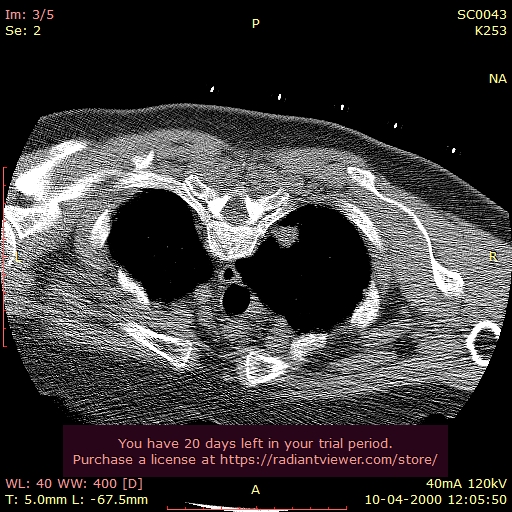 Im: 3/5
Se: 2
P
SC0043
K253
NA
L
R
You have 20 days left in your trial period.
Purchase a license at https://radiantviewer.com/store/
WL: 40 WW: 400 [D]
T: 5.0mm L: -67.5mm
A
40mA 120kV
10-04-2000 12:05:50